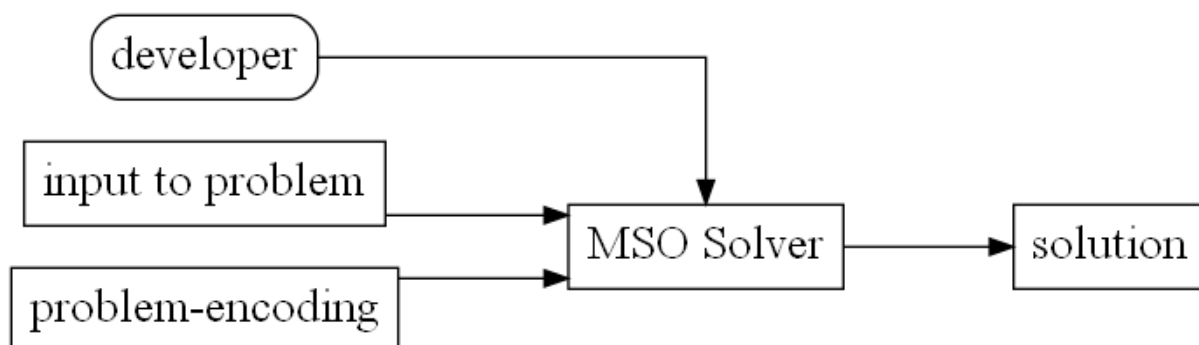 developer
input to problem
MSO Solver
solution
problem-encoding